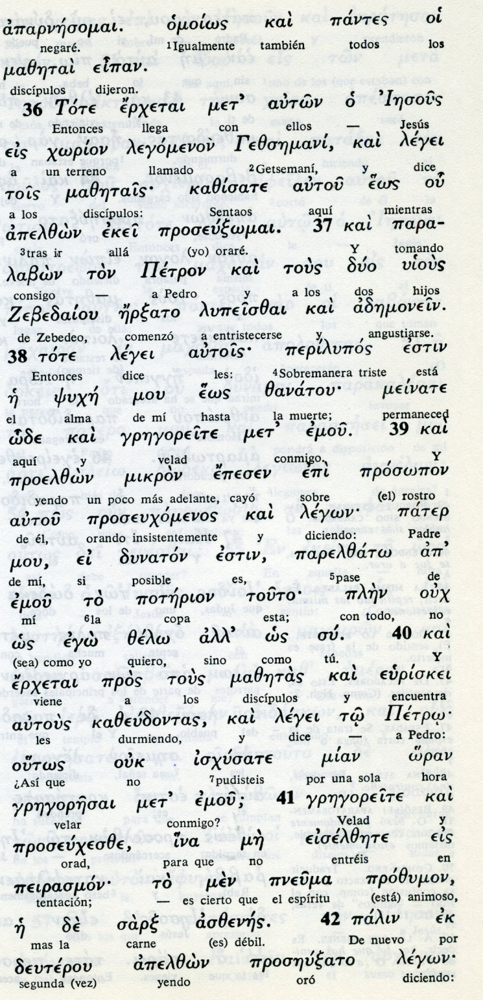 ἀπαρνήσομαι. ὁμοίως καὶ πάντες οἱ
negaré. ¹Igualmente también todos los
μαθηταὶ εἶπαν.
discípulos dijeron.
36 Τότε ἔρχεται μετ’ αὐτῶν ὁ Ἰησοῦς
Entonces llega con ellos — Jesús
εἰς χωρίον λεγόμενον Γεθσημανί, καὶ λέγει
a un terreno llamado ²Getsemaní, y dice
τοῖς μαθηταῖς· καθίσατε αὐτοῦ ἕως οὗ
a los discípulos: Sentaos aquí mientras
ἀπελθὼν ἐκεῖ προσεύξωμαι. 37 καὶ παρα-
³tras ir allá (yo) oraré. Y tomando
λαβὼν τὸν Πέτρον καὶ τοὺς δύο υἱοὺς
consigo — a Pedro y a los dos hijos
Ζεβεδαίου ἤρξατο λυπεῖσθαι καὶ ἀδημονεῖν.
de Zebedeo, comenzó a entristecerse y angustiarse.
38 τότε λέγει αὐτοῖς· περίλυπός ἐστιν
Entonces dice les: ⁴Sobremanera triste está
ἡ ψυχή μου ἕως θανάτου· μείνατε
el alma de mí hasta la muerte; permaneced
ὧδε καὶ γρηγορεῖτε μετ’ ἐμοῦ. 39 καὶ
aquí y velad conmigo. Y
προελθὼν μικρὸν ἔπεσεν ἐπὶ πρόσωπον
yendo un poco más adelante, cayó sobre (el) rostro
αὐτοῦ προσευχόμενος καὶ λέγων· πάτερ
de él, orando insistentemente y diciendo: Padre
μου, εἰ δυνατόν ἐστιν, παρελθάτω ἀπ’
de mí, si posible es, ⁵pase de
ἐμοῦ τὸ ποτήριον τοῦτο· πλὴν οὐχ
mí ⁶la copa esta; con todo, no
ὡς ἐγὼ θέλω ἀλλ’ ὡς σύ. 40 καὶ
(sea) como yo quiero, sino como tú. Y
ἔρχεται πρὸς τοὺς μαθητὰς καὶ εὑρίσκει
viene a los discípulos y encuentra
αὐτοὺς καθεύδοντας, καὶ λέγει τῷ Πέτρῳ·
les durmiendo, y dice a Pedro:
οὕτως οὐκ ἰσχύσατε μίαν ὥραν
¿Así que no ⁷pudisteis por una sola hora
γρηγορῆσαι μετ’ ἐμοῦ; 41 γρηγορεῖτε καὶ
velar conmigo? Velad y
προσεύχεσθε, ἵνα μὴ εἰσέλθητε εἰς
orad, para que no entréis en
πειρασμόν· τὸ μὲν πνεῦμα πρόθυμον,
tentación; — es cierto que el espíritu (está) animoso,
ἡ δὲ σὰρξ ἀσθενής. 42 πάλιν ἐκ
mas la carne (es) débil. De nuevo por
δευτέρου ἀπελθὼν προσηύξατο λέγων·
segunda (vez) yendo oró diciendo: